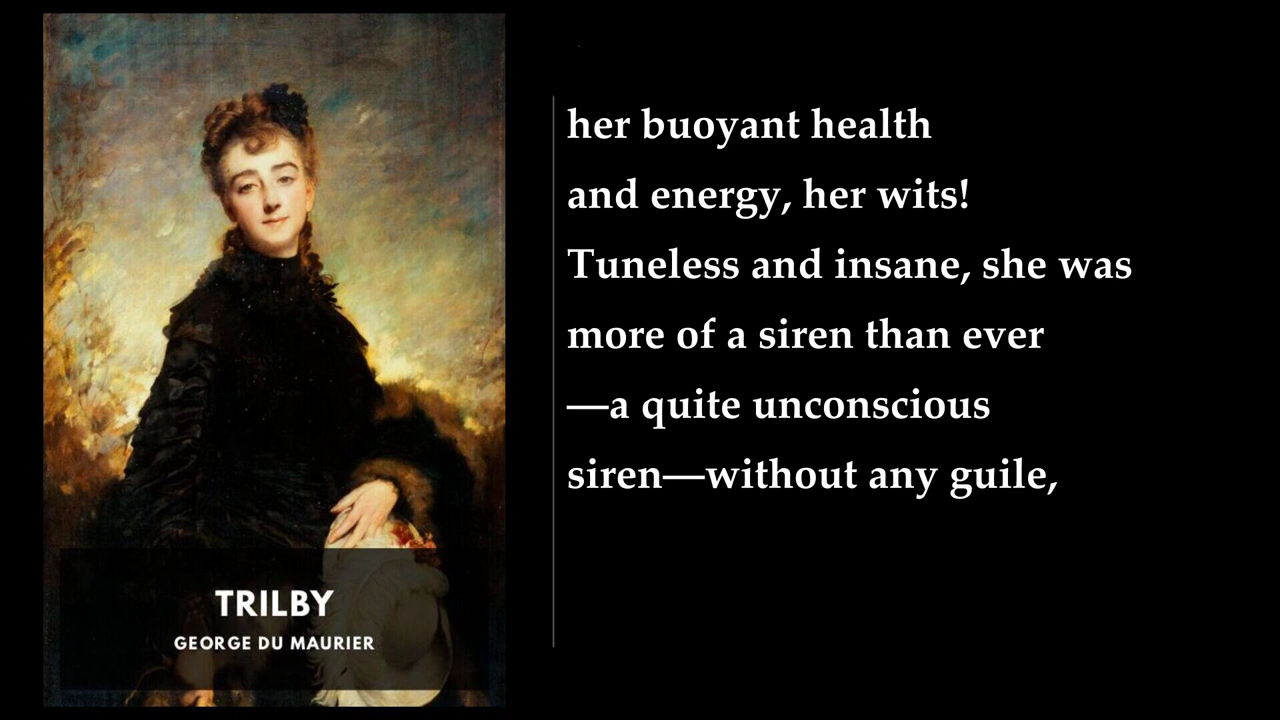 her buoyant health
and energy, her wits!
Tuneless and insane, she was
more of a siren than ever
—a quite unconscious
siren—without any guile,
TRILBY
GEORGE DU MAURIER